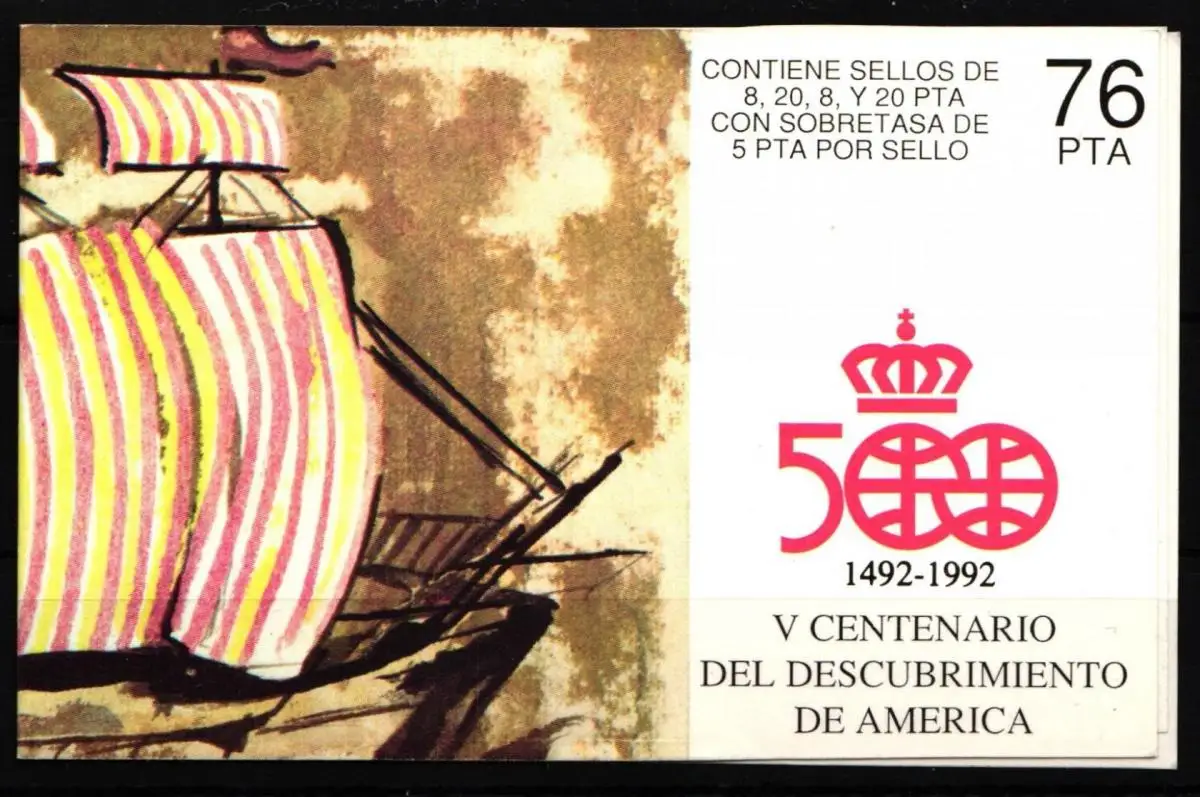 CONTIENE SELLOS DE
8, 20, 8, Y 20 PTA
CON SOBRETASA DE
5 PTA POR SELLO
76
PTA
500
1492-1992
V CENTENARIO
DEL DESCUBRIMIENTO
DE AMERICA